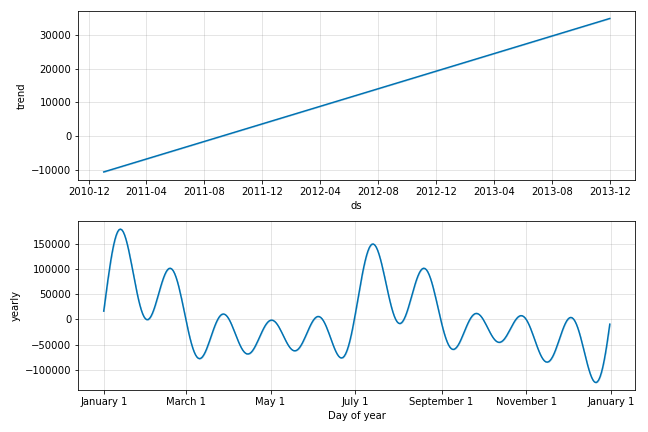 30000
20000
10000
0
−10000
trend
2010-12 2011-04 2011-08 2011-12 2012-04 2012-08 2012-12 2013-04 2013-08 2013-12
ds
150000
100000
50000
0
−50000
−100000
yearly
January 1 March 1 May 1 July 1 September 1 November 1 January 1
Day of year